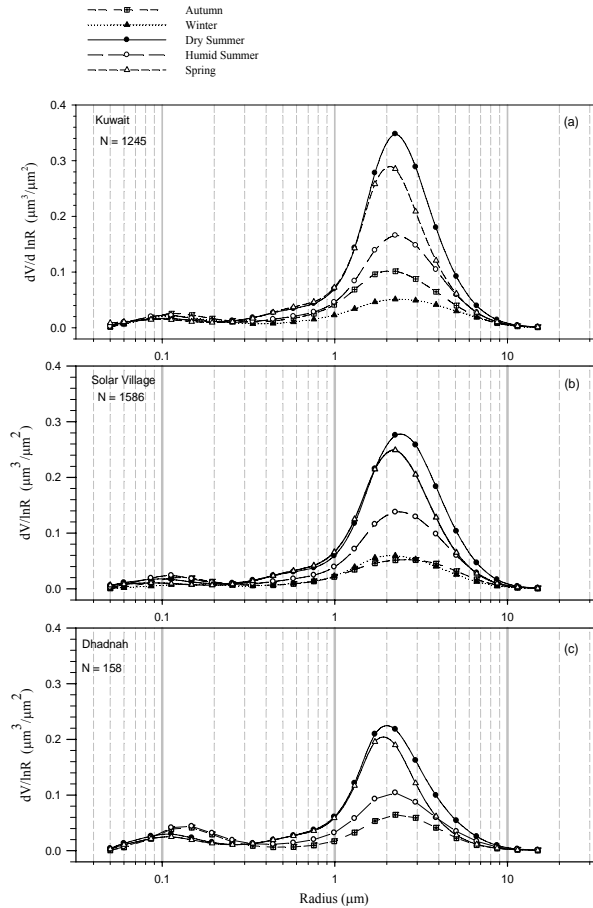 Autumn
Winter
Dry Summer
Humid Summer
Spring
0.4
Kuwait
(a)
N = 1245
0.3
0.2
0.1
0.0
dV/d lnR (μm³/μm²)
0.1
1
10
0.4
Solar Village
(b)
N = 1586
0.3
0.2
0.1
0.0
dV/lnR (μm³/μm²)
0.1
1
10
0.4
Dhadnah
(c)
N = 158
0.3
0.2
0.1
0.0
dV/lnR (μm³/μm²)
0.1
1
10
Radius (μm)